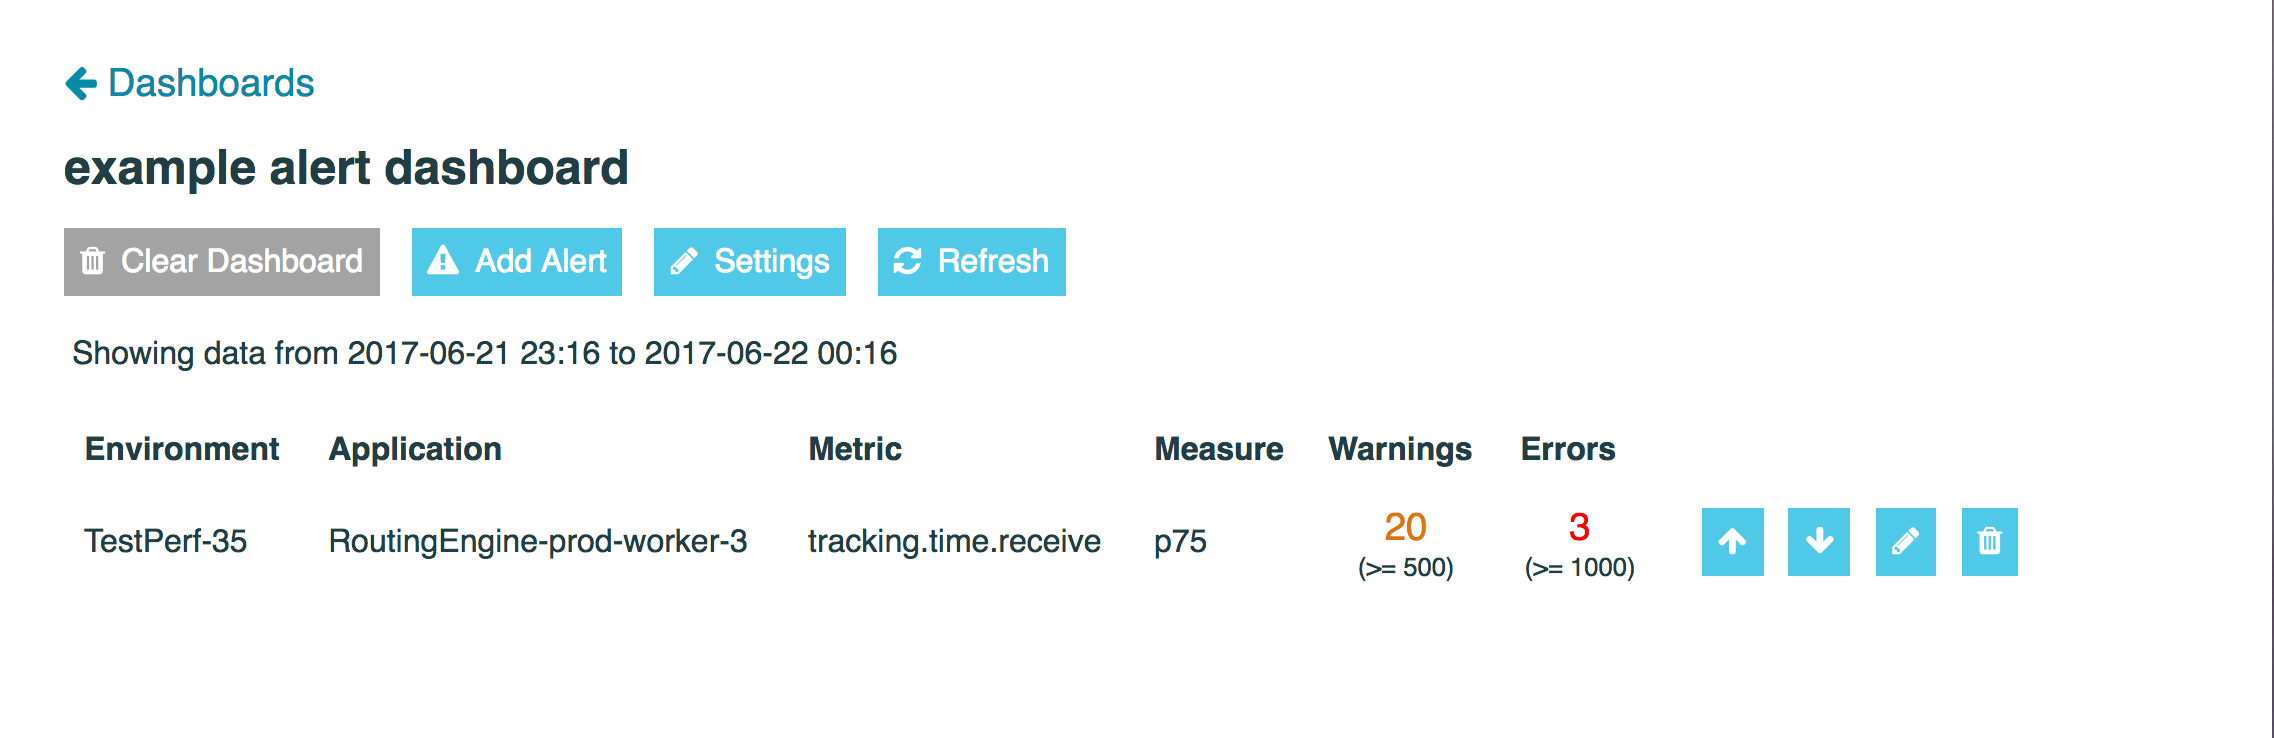 Dashboards
example alert dashboard
Clear Dashboard Add Alert Settings Refresh
Showing data from 2017-06-21 23:16 to 2017-06-22 00:16
Environment Application Metric Measure Warnings Errors
TestPerf-35 RoutingEngine-prod-worker-3 tracking.time.receive p75 20 3
(>= 500) (>= 1000)